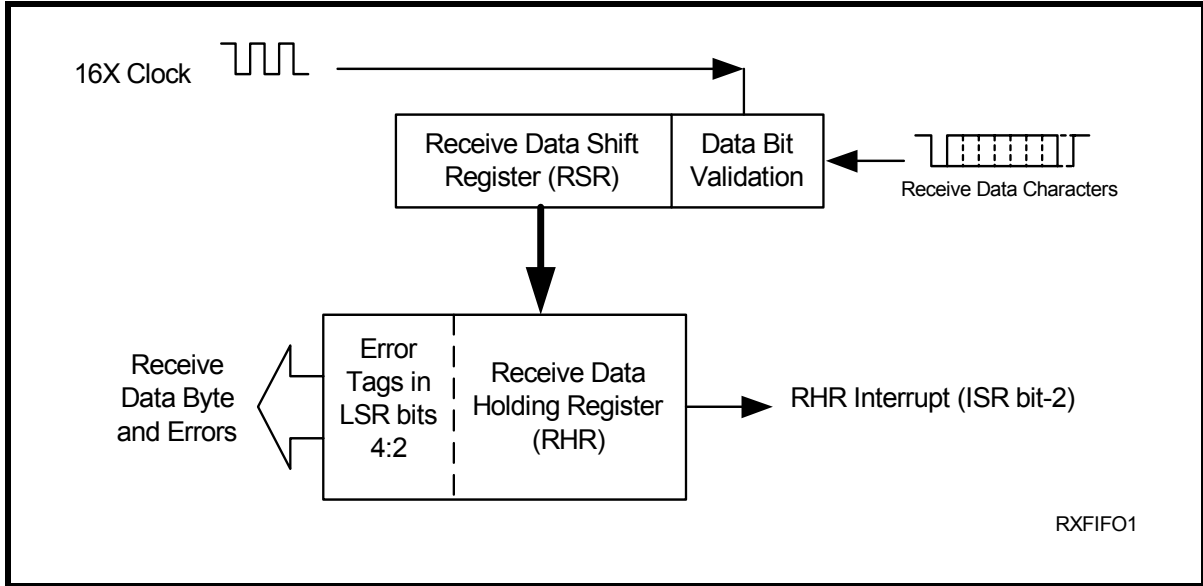 16X Clock
Receive Data Shift
Register (RSR)
Data Bit
Validation
Receive Data Characters
Receive
Data Byte
and Errors
Error
Tags in
LSR bits
4:2
Receive Data
Holding Register
(RHR)
RHR Interrupt (ISR bit-2)
RXFIFO1